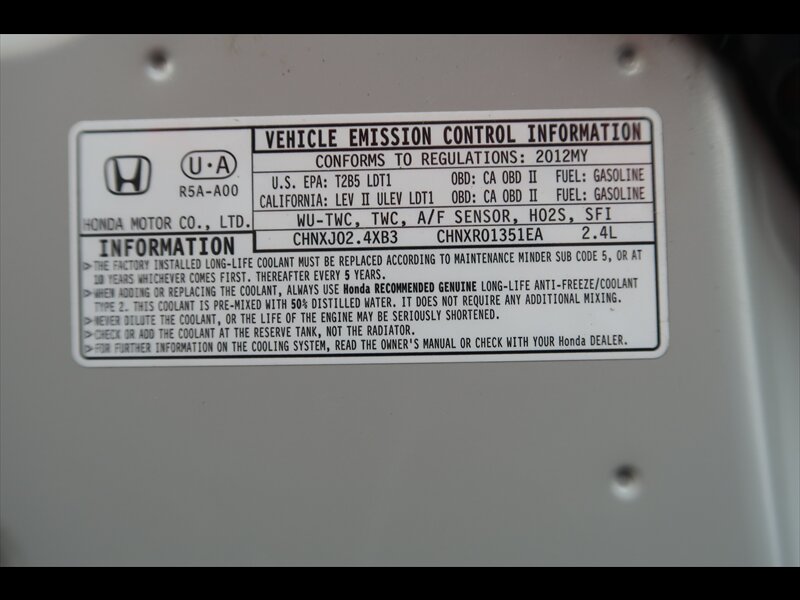 VEHICLE EMISSION CONTROL INFORMATION
U·A
R5A-A00
HONDA MOTOR CO., LTD.
CONFORMS TO REGULATIONS: 2012MY
U.S. EPA: T2B5 LDT1 OBD: CA OBD II FUEL: GASOLINE
CALIFORNIA: LEV II ULEV LDT1 OBD: CA OBD II FUEL: GASOLINE
WU-TWC, TWC, A/F SENSOR, HO2S, SFI
CHNXJ02.4XB3 CHNXR01351EA 2.4L
INFORMATION
▷THE FACTORY INSTALLED LONG-LIFE COOLANT MUST BE REPLACED ACCORDING TO MAINTENANCE MINDER SUB CODE 5, OR AT
10 YEARS WHICHEVER COMES FIRST. THEREAFTER EVERY 5 YEARS.
▷WHEN ADDING OR REPLACING THE COOLANT, ALWAYS USE Honda RECOMMENDED GENUINE LONG-LIFE ANTI-FREEZE/COOLANT
TYPE 2. THIS COOLANT IS PRE-MIXED WITH 50% DISTILLED WATER. IT DOES NOT REQUIRE ANY ADDITIONAL MIXING.
▷NEVER DILUTE THE COOLANT, OR THE LIFE OF THE ENGINE MAY BE SERIOUSLY SHORTENED.
▷CHECK OR ADD THE COOLANT AT THE RESERVE TANK, NOT THE RADIATOR.
▷FOR FURTHER INFORMATION ON THE COOLING SYSTEM, READ THE OWNER'S MANUAL OR CHECK WITH YOUR Honda DEALER.